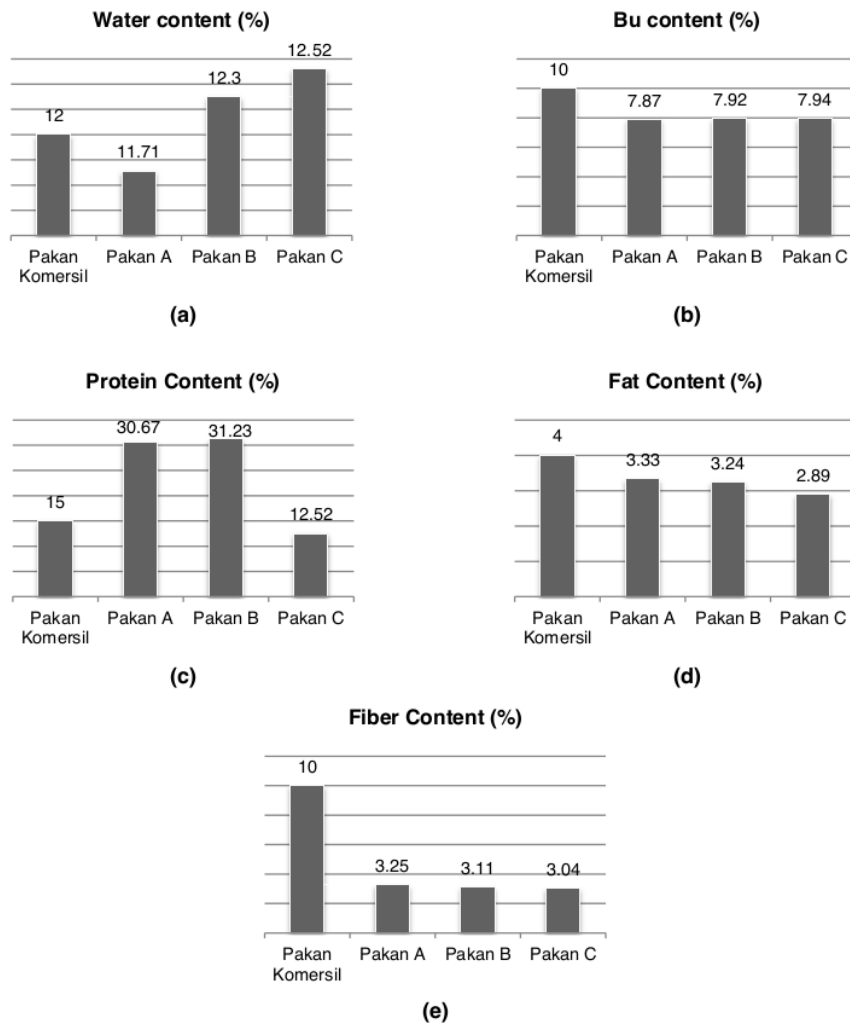 Water content (%)
12
11.71
12.3
12.52
Pakan
Komersil
Pakan A
Pakan B
Pakan C
(a)
Bu content (%)
10
7.87
7.92
7.94
Pakan
Komersil
Pakan A
Pakan B
Pakan C
(b)
Protein Content (%)
15
30.67
31.23
12.52
Pakan
Komersil
Pakan A
Pakan B
Pakan C
(c)
Fat Content (%)
4
3.33
3.24
2.89
Pakan
Komersil
Pakan A
Pakan B
Pakan C
(d)
Fiber Content (%)
10
3.25
3.11
3.04
Pakan
Komersil
Pakan A
Pakan B
Pakan C
(e)